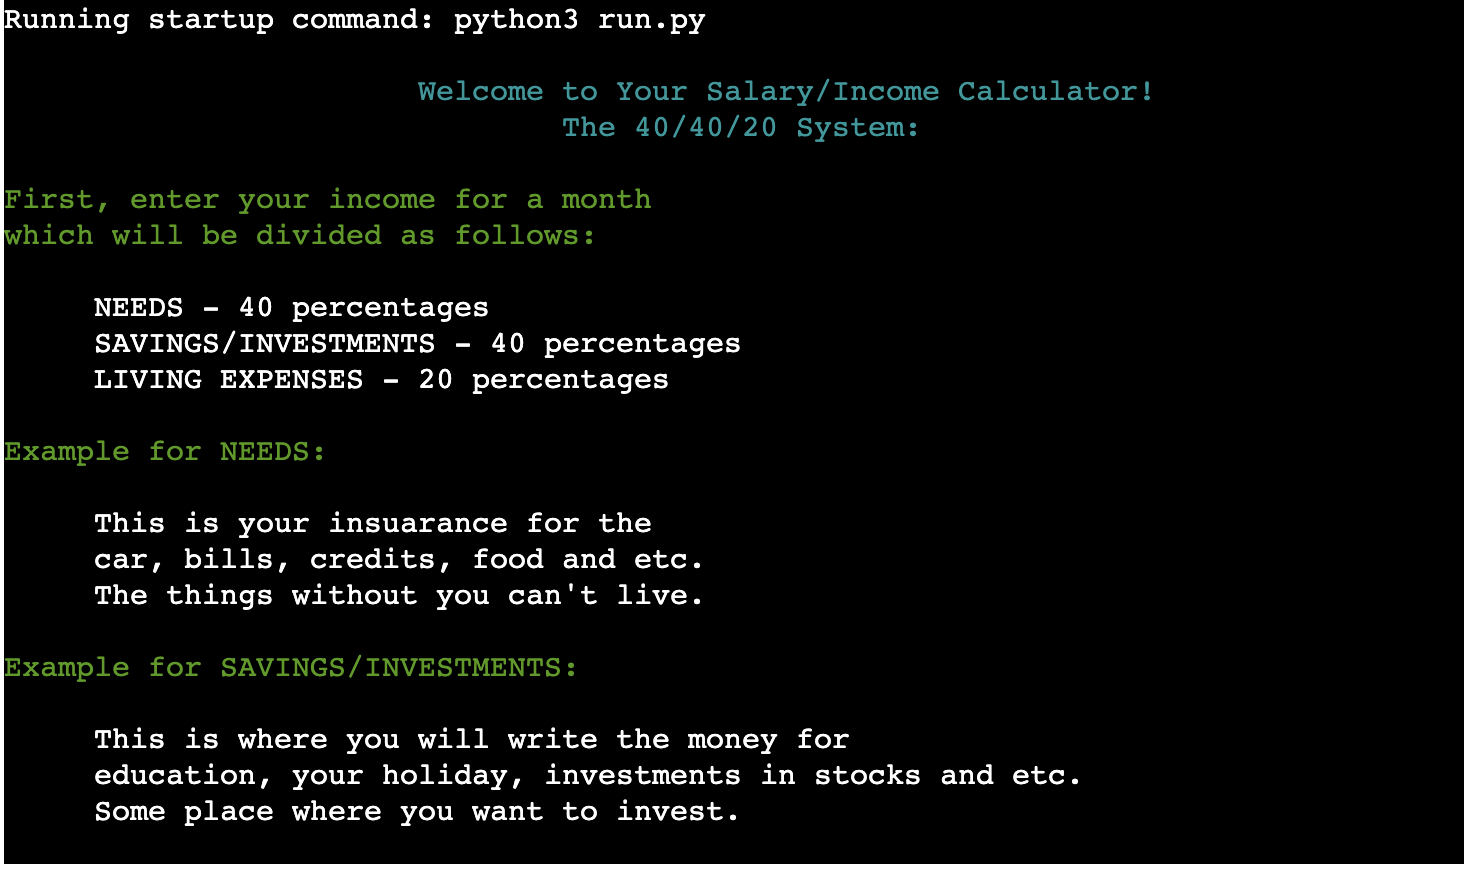 Running startup command: python3 run.py
Welcome to Your Salary/Income Calculator!
The 40/40/20 System:
First, enter your income for a month
which will be divided as follows:
NEEDS - 40 percentages
SAVINGS/INVESTMENTS - 40 percentages
LIVING EXPENSES - 20 percentages
Example for NEEDS:
This is your insuarance for the
car, bills, credits, food and etc.
The things without you can't live.
Example for SAVINGS/INVESTMENTS:
This is where you will write the money for
education, your holiday, investments in stocks and etc.
Some place where you want to invest.